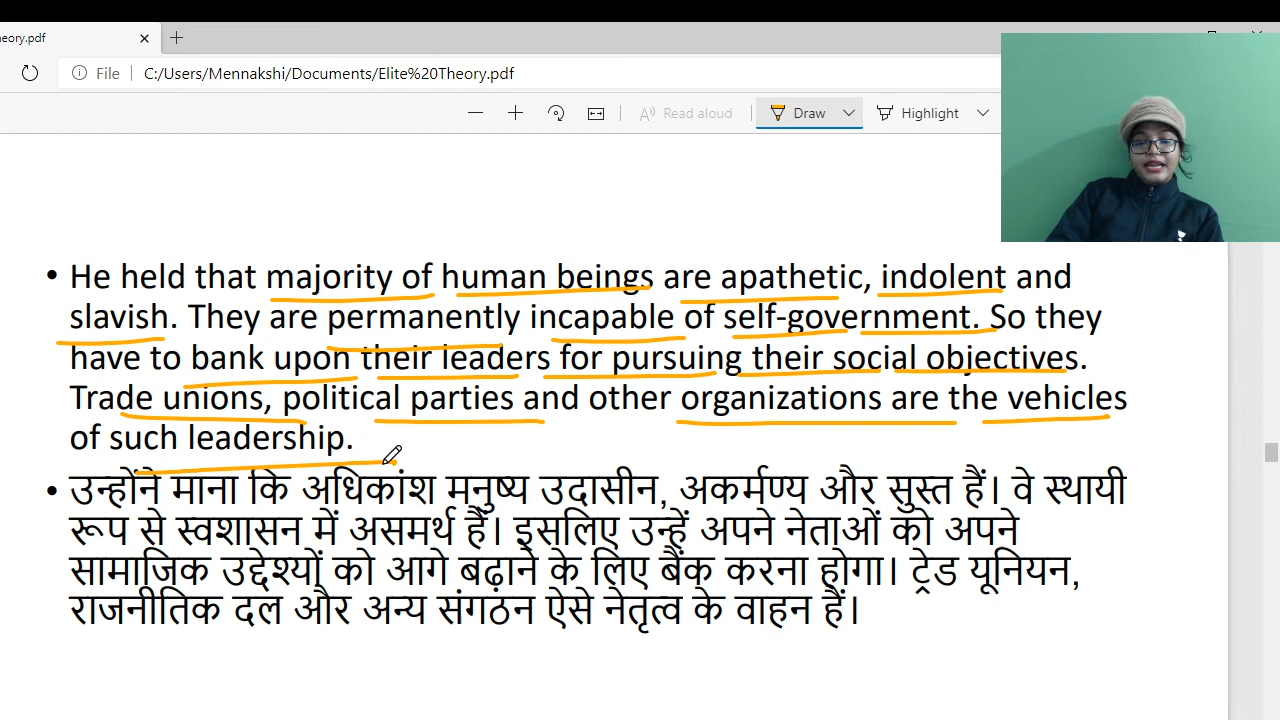 eory.pdf
File C:/Users/Mennakshi/Documents/Elite%20Theory.pdf
Read aloud Draw Highlight
• He held that majority of human beings are apathetic, indolent and
slavish. They are permanently incapable of self-government. So they
have to bank upon their leaders for pursuing their social objectives.
Trade unions, political parties and other organizations are the vehicles
of such leadership.
• उन्होंने माना कि अधिकांश मनुष्य उदासीन, अकर्मण्य और सुस्त हैं। वे स्थायी
रूप से स्वशासन में असमर्थ हैं। इसलिए उन्हें अपने नेताओं को अपने
सामाजिक उद्देश्यों को आगे बढ़ाने के लिए बैंक करना होगा। ट्रेड यूनियन,
राजनीतिक दल और अन्य संगठन ऐसे नेतृत्व के वाहन हैं।